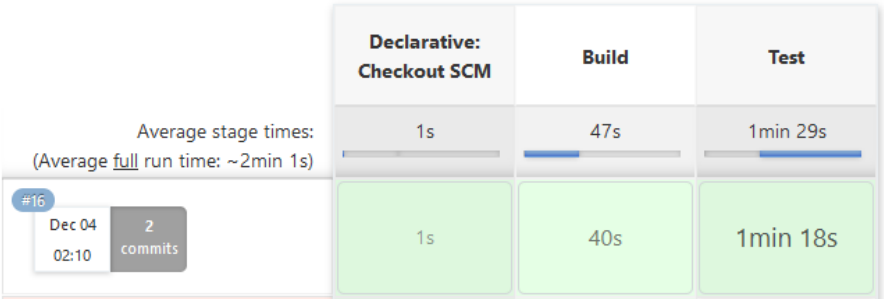 Declarative:
Checkout SCM
Build
Test
Average stage times:
(Average full run time: ~2min 1s)
1s
47s
1min 29s
#16
Dec 04
02:10
2
commits
1s
40s
1min 18s